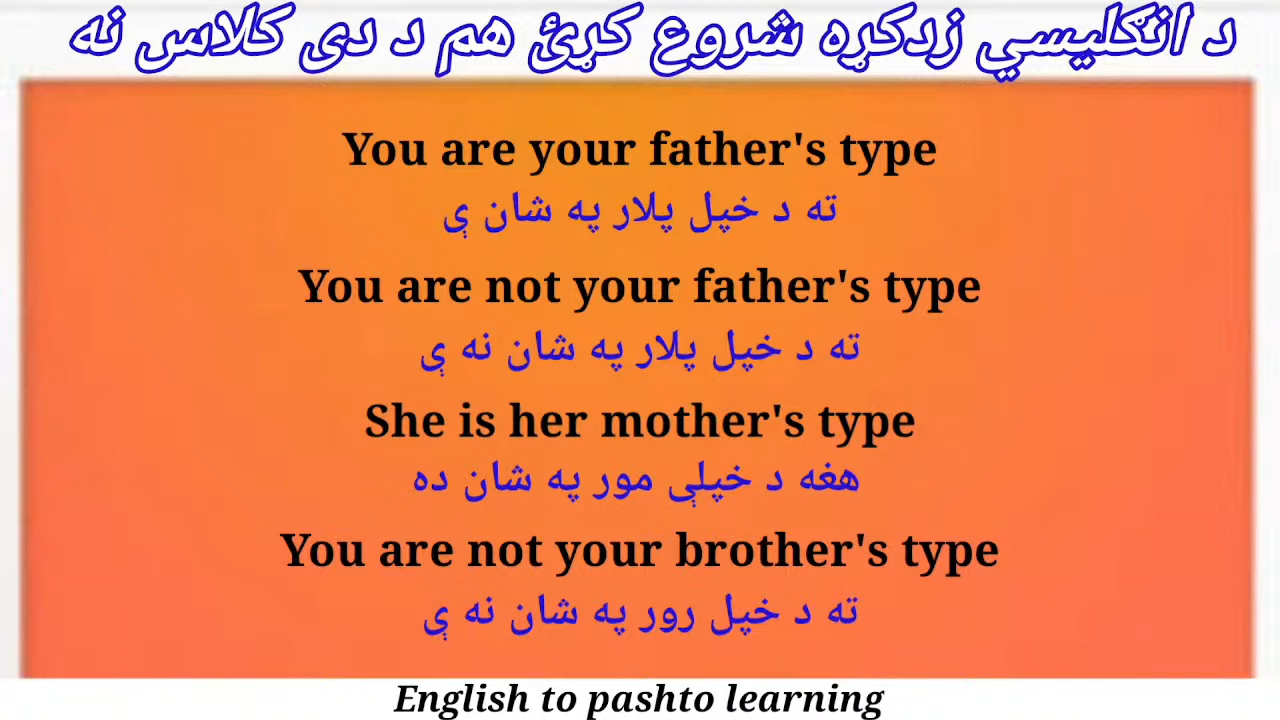 د انګلیسي زدکړه شروع کړئ هم د دی کلاس نه
You are your father's type
ته د خپل پلار په شان ې
You are not your father's type
ته د خپل پلار په شان نه ې
She is her mother's type
هغه د خپلې مور په شان ده
You are not your brother's type
ته د خپل رور په شان نه ې
English to pashto learning